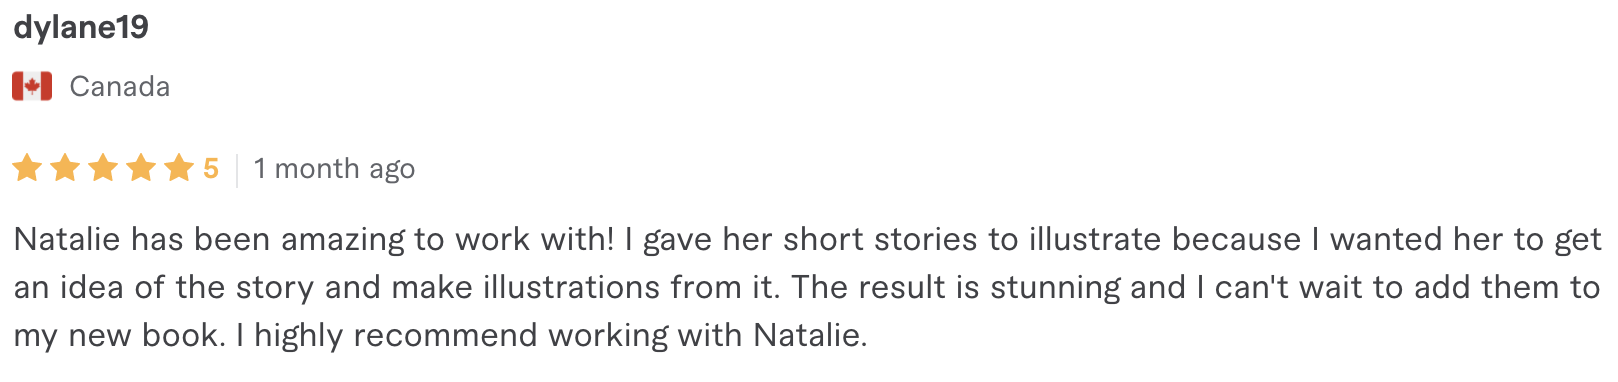 dylane19
Canada
5 1 month ago
Natalie has been amazing to work with! I gave her short stories to illustrate because I wanted her to get
an idea of the story and make illustrations from it. The result is stunning and I can't wait to add them to
my new book. I highly recommend working with Natalie.